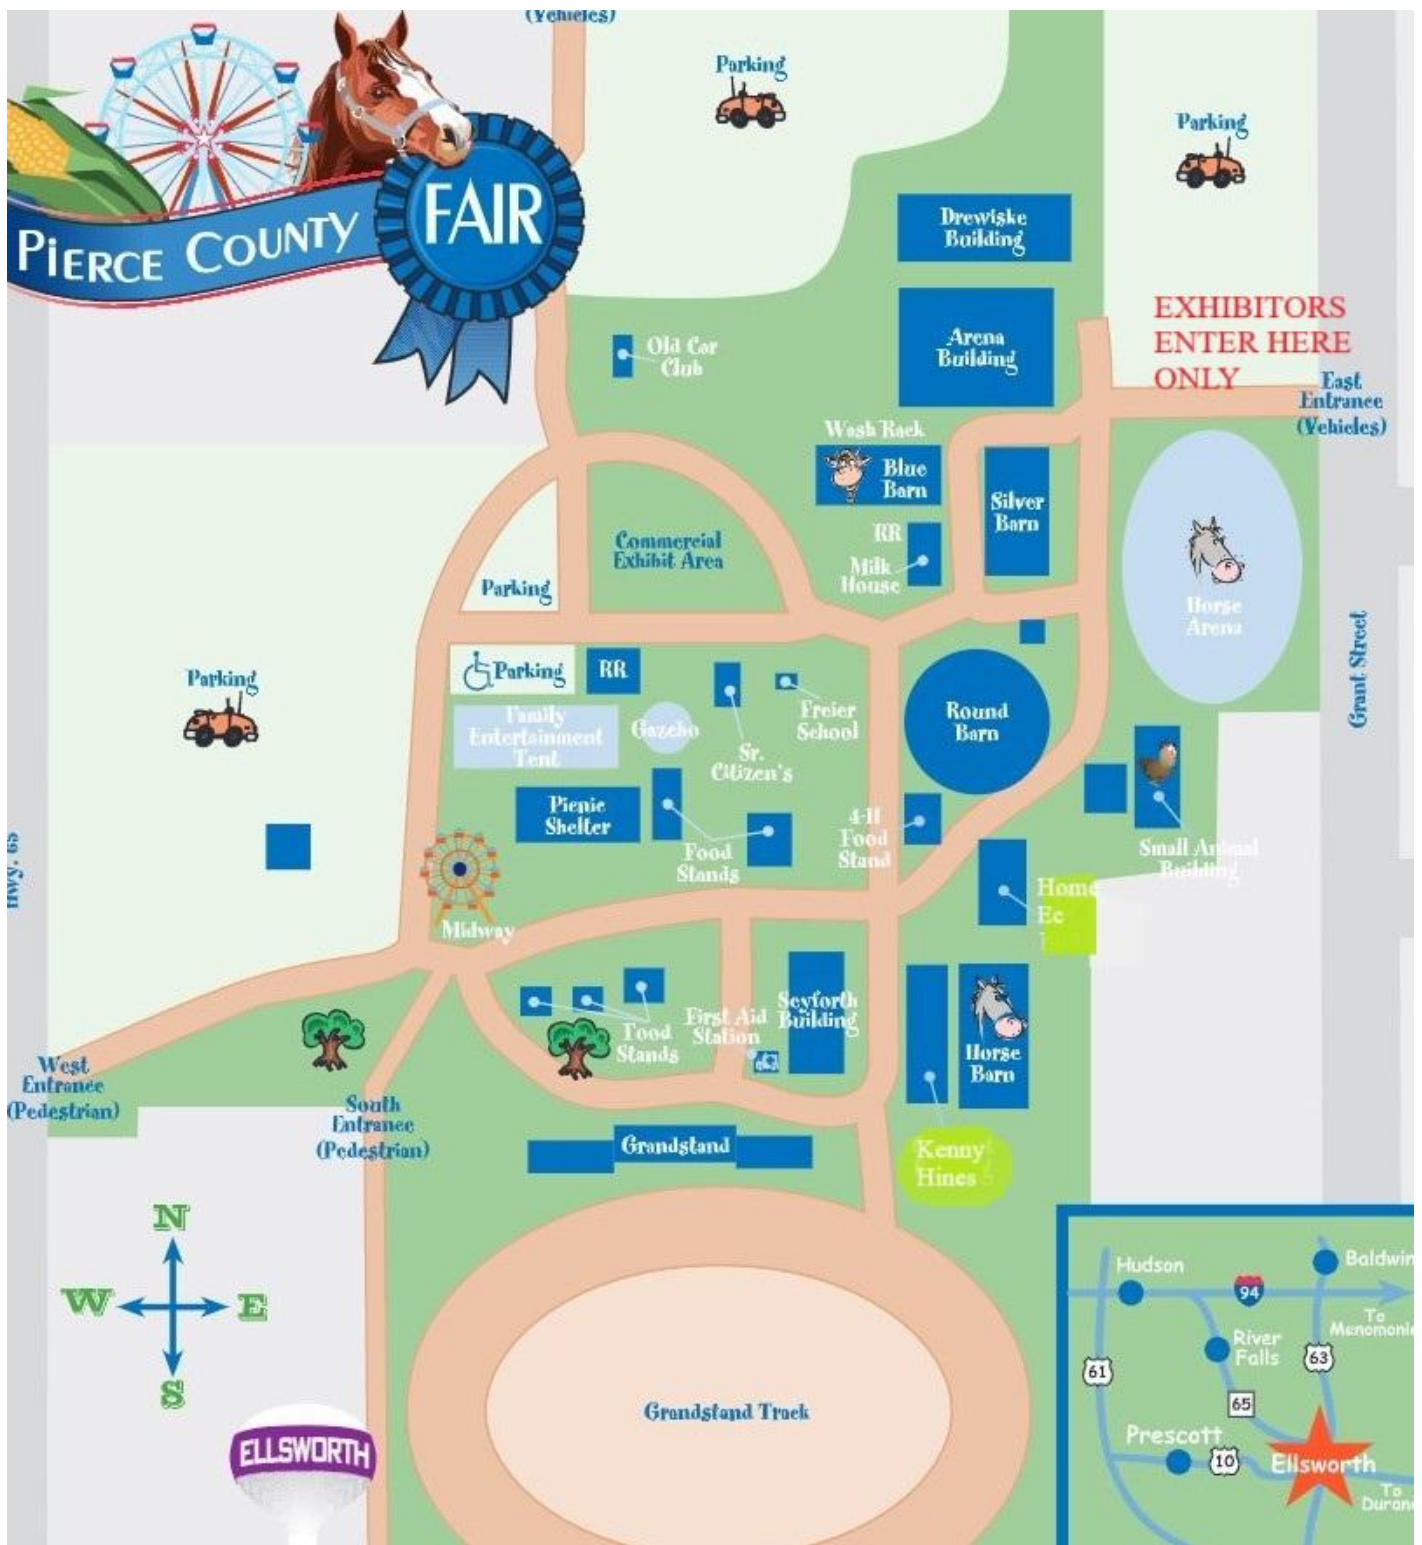 (Vehicles)
PIERCE COUNTY
FAIR
Parking
Parking
Drewiske
Building
EXHIBITORS
ENTER HERE
ONLY
Arena
Building
Old Car
Club
East
Entrance
(Vehicles)
Wash Rack
Blue
Barn
Silver
Barn
RR
Milk
House
Commercial
Exhibit Area
Parking
Horse
Arena
Grant Street
Parking
Parking
RR
Family
Entertainment
Tent
Gazebo
Sr.
Citizen's
Freier
School
Round
Barn
Picnic
Shelter
Food
Stands
4-H
Food
Stand
Small Animal
Building
Home
Ec
Midway
Hwy. 65
Food
Stands
First Aid
Station
Seyforth
Building
Horse
Barn
West
Entrance
(Pedestrian)
South
Entrance
(Pedestrian)
Grandstand
Kenny
Hines
N
W
E
S
Grandstand Track
ELLSWORTH
Hudson
Baldwin
94
To
River
Falls
61
63
65
Prescott
10
Ellsworth
To